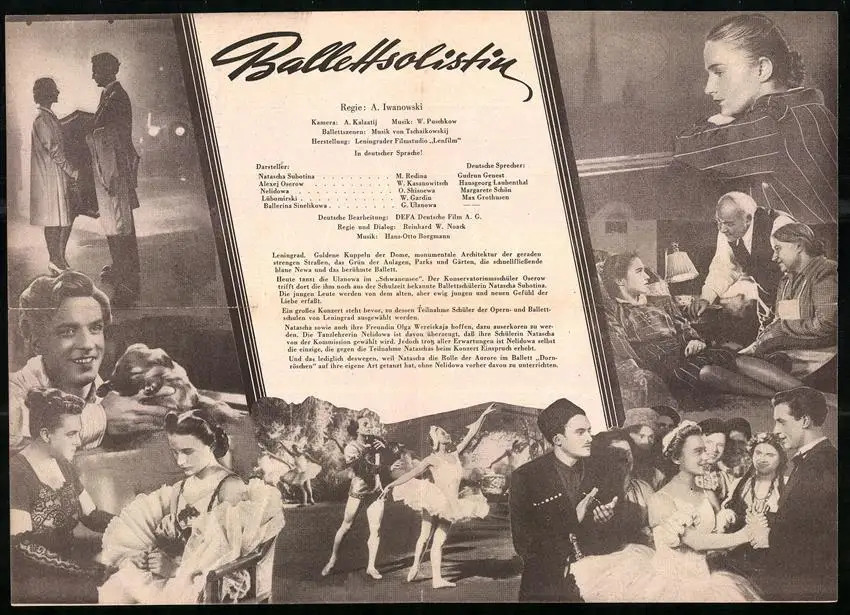 Ballettsolistin
Regie: A. Iwanowski
Kamera: A. Kalzatij Musik: W. Puschkow
Ballettszenen: Musik von Tschaikowskij
Herstellung: Leningrader Filmstudio „Lenfilm"
In deutscher Sprache!
Darsteller: Deutsche Sprecher:
Natascha Subotina . . . . . . . . . . M. Redina Gudrun Genest
Alexej Oserow . . . . . . . . . . W. Kasanowitsch Hansgeorg Laubenthal
Nelidowa . . . . . . . . . . O. Shisnewa Margarete Schön
Lübomirski . . . . . . . . . . W. Gardin Max Grothusen
Ballerina Sinelikowa . . . . . . . . . . G. Ulanowa ——
Deutsche Bearbeitung: DEFA Deutsche Film A. G.
Regie und Dialog: Reinhard W. Noack
Musik: Hans-Otto Borgmann
Leningrad. Goldene Kuppeln der Dome, monumentale Architektur der geraden
strengen Straßen, das Grün der Anlagen, Parks und Gärten, die schnellfließende
blaue Newa und das berühmte Ballett.
Heute tanzt die Ulanowa im „Schwanensee". Der Konservatoriumsschüler Oserow
trifft dort die ihm noch aus der Schulzeit bekannte Ballettschülerin Natascha Subotina.
Die jungen Leute werden von dem alten, aber ewig jungen und neuen Gefühl der
Liebe erfaßt.
Ein großes Konzert steht bevor, zu dessen Teilnahme Schüler der Opern- und Ballett-
schulen von Leningrad ausgewählt werden.
Natascha sowie auch ihre Freundin Olga Wereiskaja hoffen, dazu auserkoren zu wer-
den. Die Tanzlehrerin Nelidowa ist davon überzeugt, daß ihre Schülerin Natascha
von der Kommission gewählt wird. Jedoch trotz aller Erwartungen ist Nelidowa selbst
die einzige, die gegen die Teilnahme Nataschas beim Konzert Einspruch erhebt.
Und das lediglich deswegen, weil Natascha die Rolle der Aurore im Ballett „Dorn-
röschen" auf ihre eigene Art getanzt hat, ohne Nelidowa vorher davon zu unterrichten.